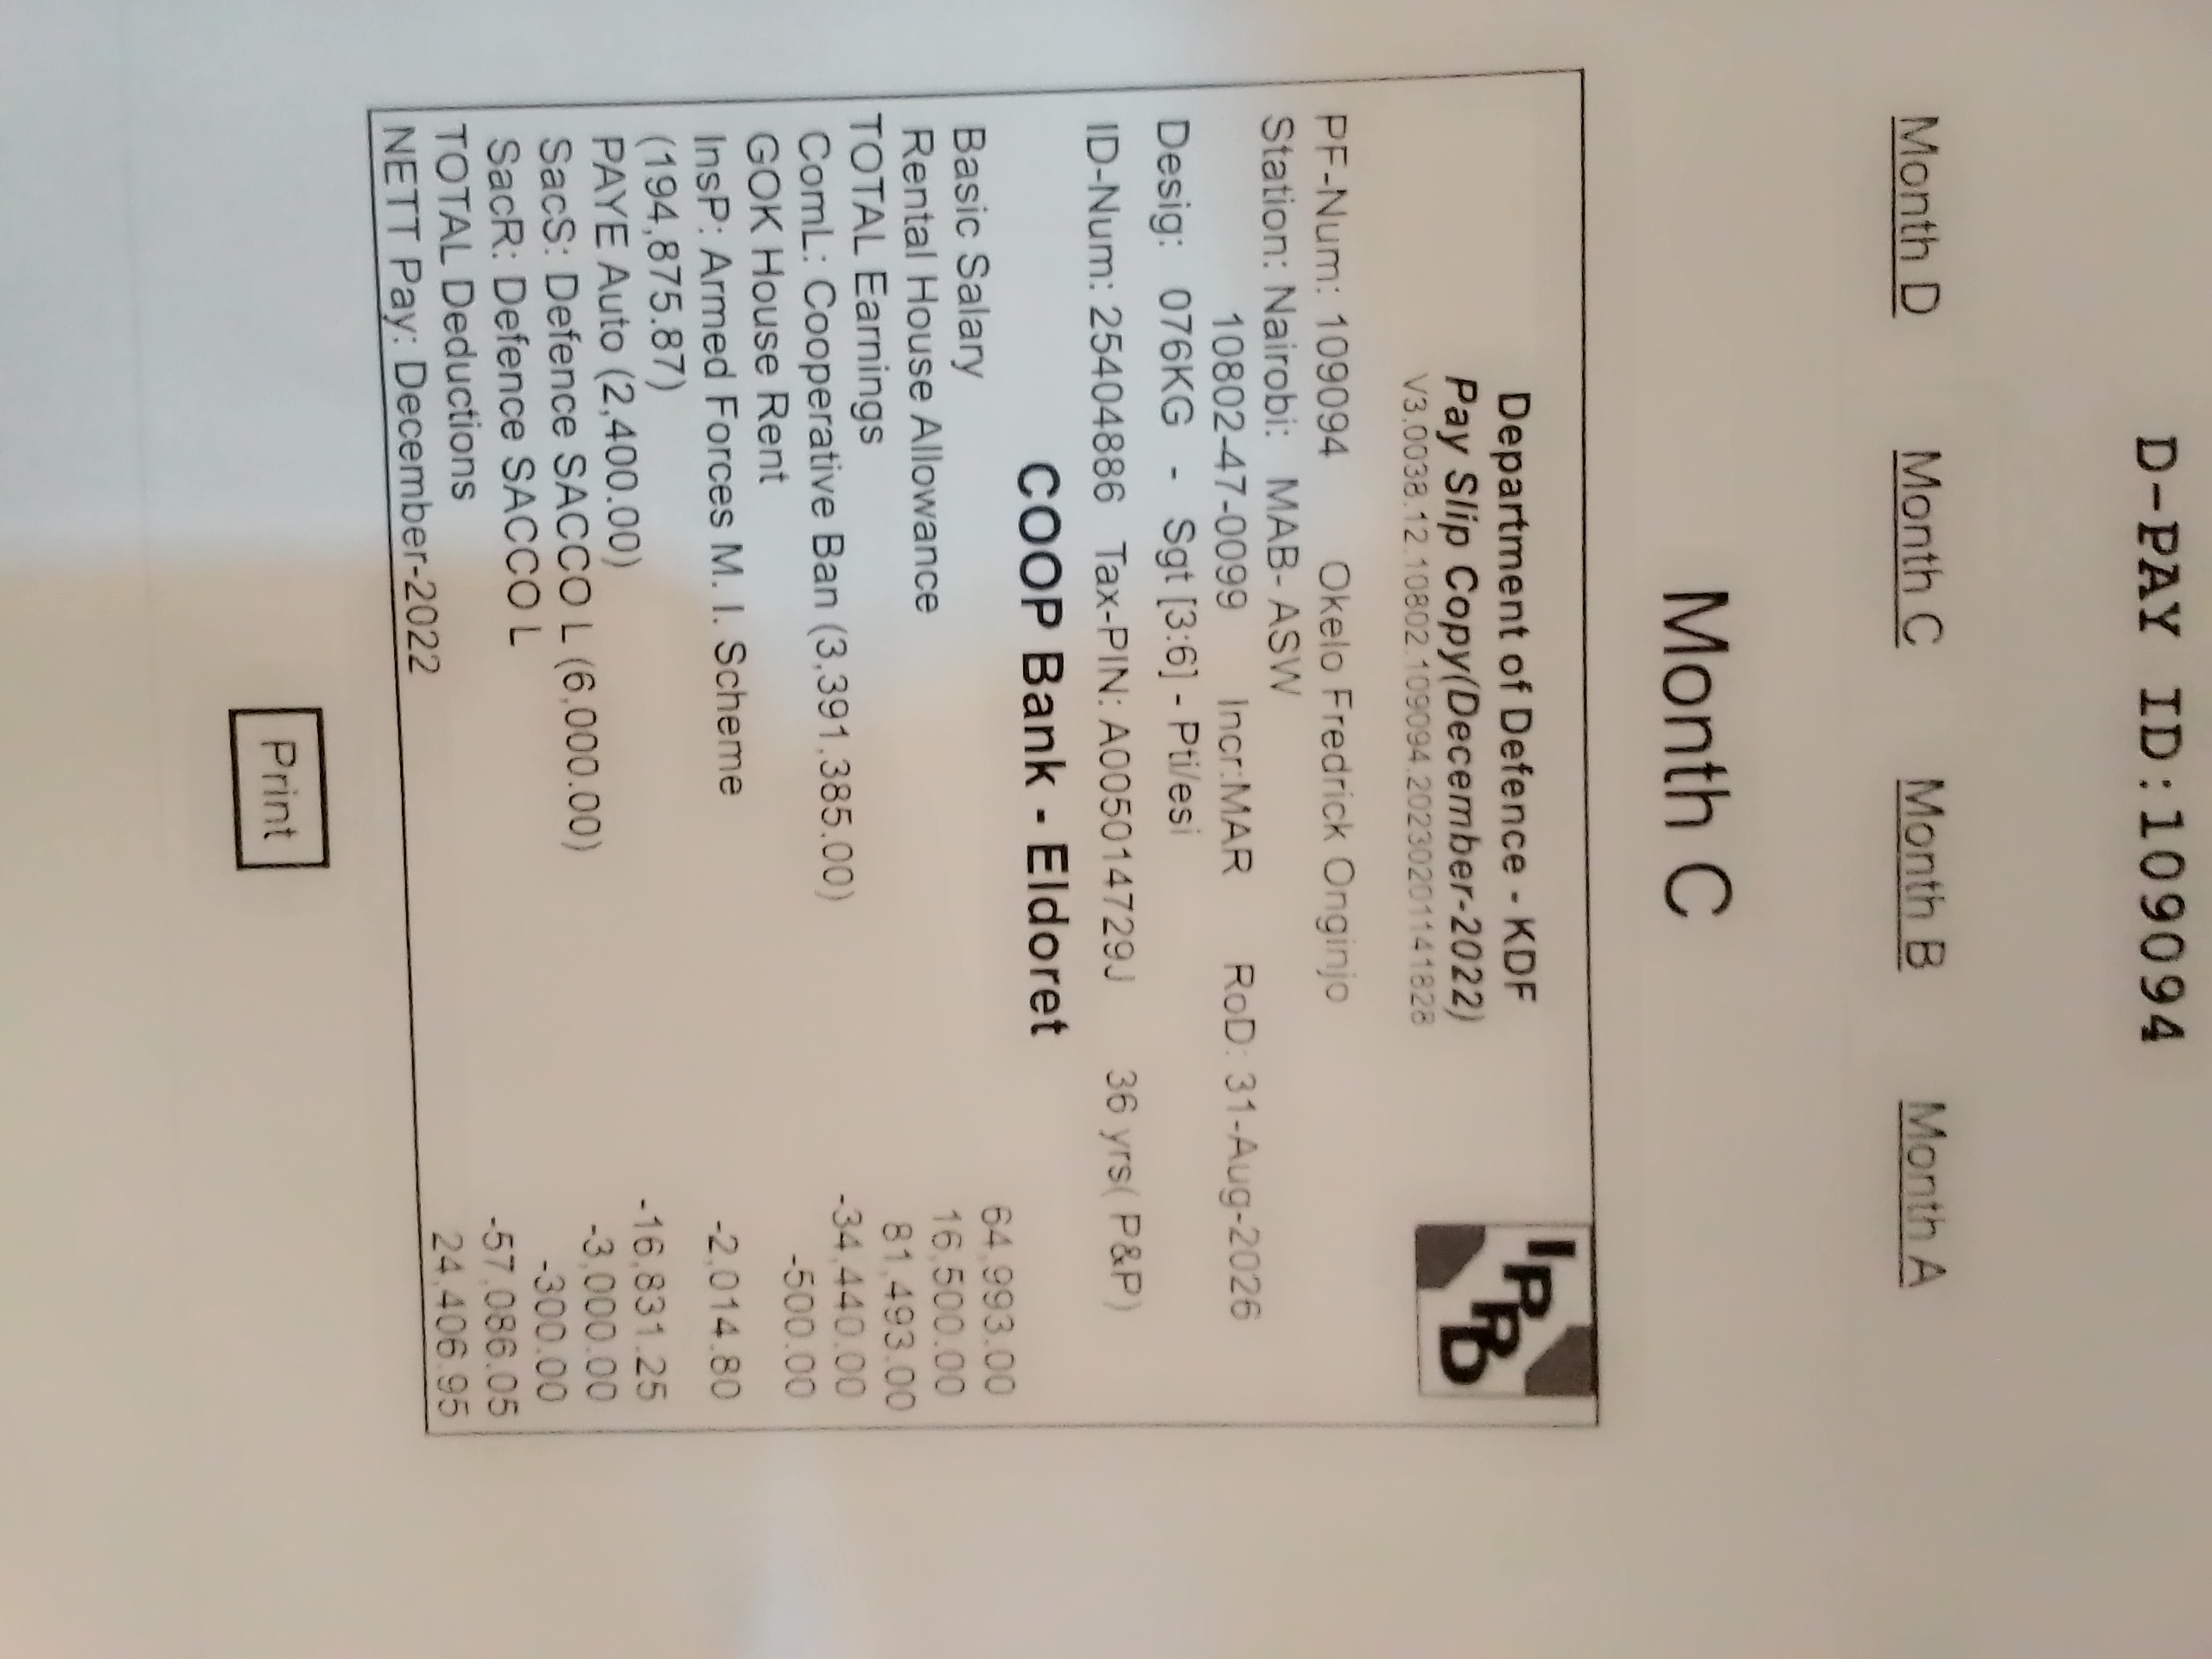 D-PAY ID:109094
Month D Month C Month B Month A
Month C
IPPD
Department of Defence - KDF
Pay Slip Copy(December-2022)
V3.0038.12.10802.109094.20230201141828
PF-Num: 109094 Okelo Fredrick Onginjo
Station: Nairobi: MAB- ASW
10802-47-0099 Incr:MAR RoD: 31-Aug-2026
Desig: 076KG - Sgt [3:6] - Pti/esi
ID-Num: 25404886 Tax-PIN: A005014729J 36 yrs( P&P)
COOP Bank - Eldoret
Basic Salary 64,993.00
Rental House Allowance 16,500.00
TOTAL Earnings 81,493.00
ComL: Cooperative Ban (3,391,385.00) -34,440.00
GOK House Rent -500.00
InsP: Armed Forces M. I. Scheme -2,014.80
(194,875.87)
PAYE Auto (2,400.00) -16,831.25
SacS: Defence SACCO L (6,000.00) -3,000.00
SacR: Defence SACCO L -300.00
TOTAL Deductions -57,086.05
NETT Pay: December-2022 24,406.95
Print